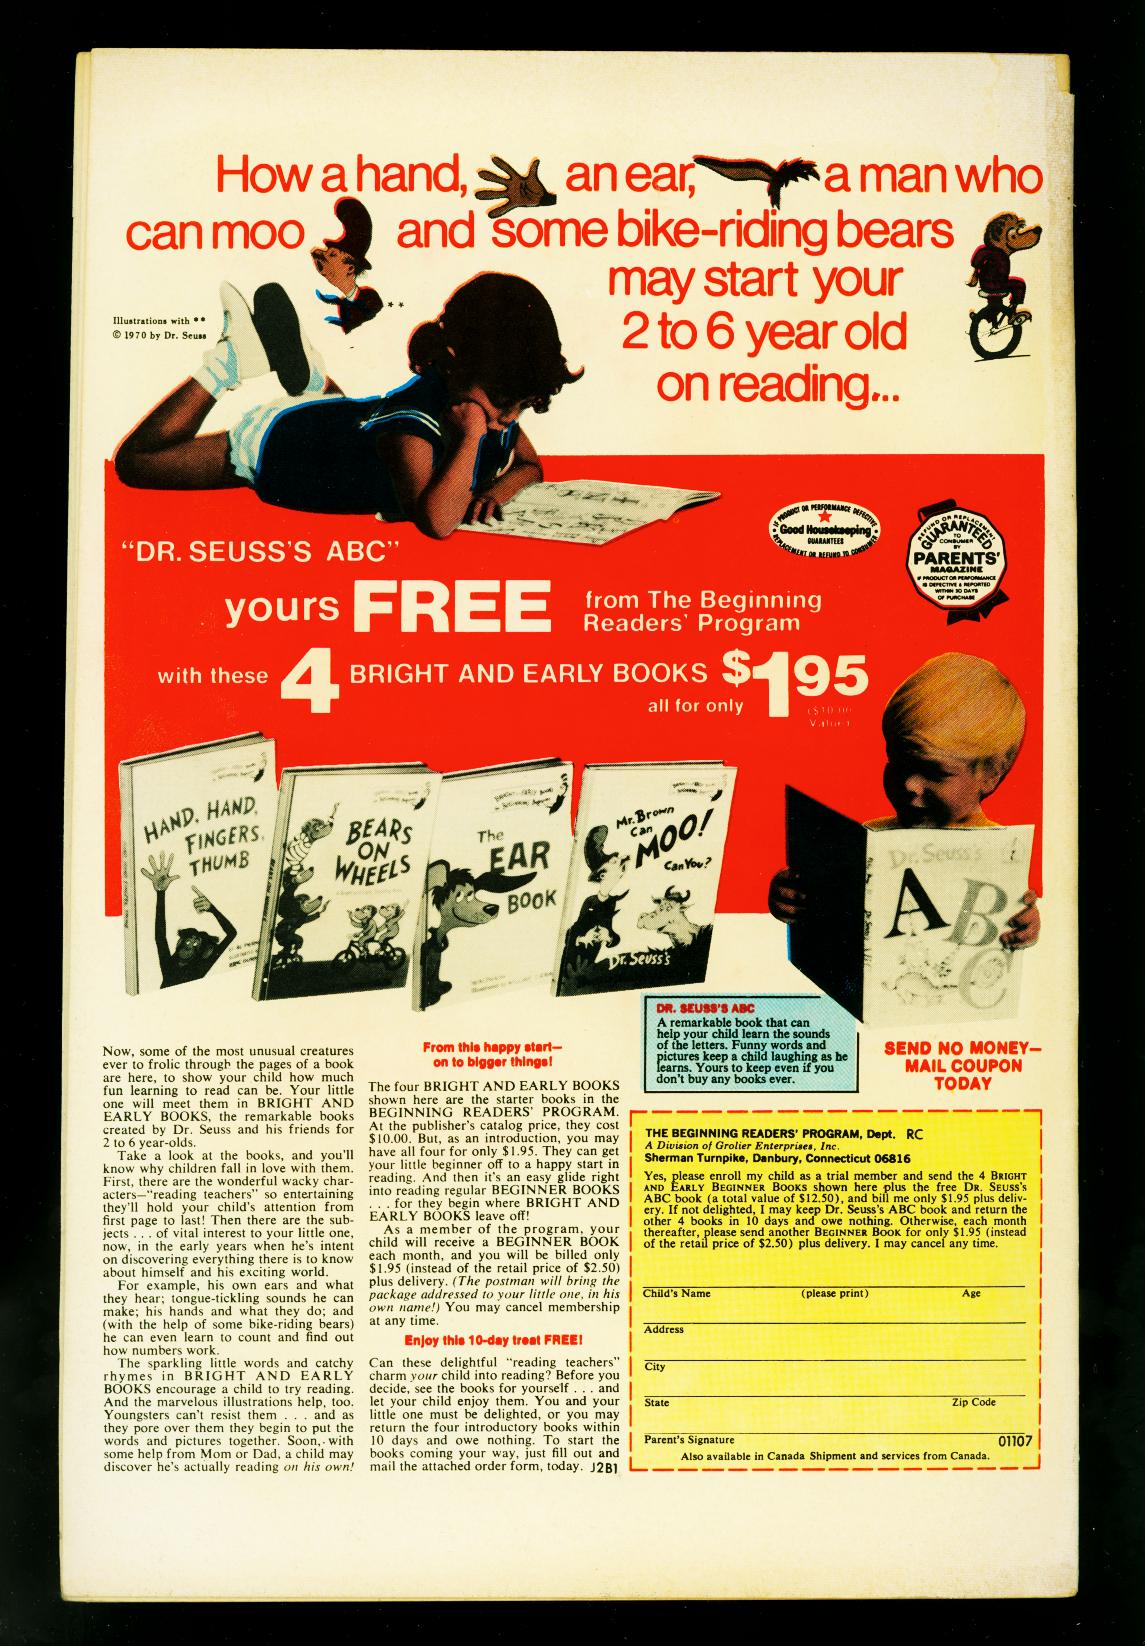 How a hand, an ear, a man who
can moo and some bike-riding bears
may start your
2 to 6 year old
on reading...
**
Illustrations with **
© 1970 by Dr. Seuss
IF PRODUCT OR PERFORMANCE DEFECTIVE
Good Housekeeping
GUARANTEES
REPLACEMENT OR REFUND TO CONSUMER
REFUND OR REPLACEMENT
GUARANTEED
TO
CONSUMER
BY
PARENTS'
MAGAZINE
IF PRODUCT OR PERFORMANCE
IS DEFECTIVE & REPORTED
WITHIN 30 DAYS
OF PURCHASE
“DR. SEUSS'S ABC”
yours FREE from The Beginning
Readers' Program
with these 4 BRIGHT AND EARLY BOOKS $195
all for only
($10.00
Value)
HAND, HAND,
FINGERS,
THUMB
BEARS
ON
WHEELS
The
EAR
BOOK
Mr. Brown
Can
MOO!
Can You?
Dr. Seuss's
Dr. Seuss's
ABC
DR. SEUSS'S ABC
A remarkable book that can
help your child learn the sounds
of the letters. Funny words and
pictures keep a child laughing as he
learns. Yours to keep even if you
don't buy any books ever.
SEND NO MONEY—
MAIL COUPON
TODAY
Now, some of the most unusual creatures
ever to frolic through the pages of a book
are here, to show your child how much
fun learning to read can be. Your little
one will meet them in BRIGHT AND
EARLY BOOKS, the remarkable books
created by Dr. Seuss and his friends for
2 to 6 year-olds.
Take a look at the books, and you'll
know why children fall in love with them.
First, there are the wonderful wacky char-
acters—“reading teachers” so entertaining
they'll hold your child's attention from
first page to last! Then there are the sub-
jects . . . of vital interest to your little one,
now, in the early years when he's intent
on discovering everything there is to know
about himself and his exciting world.
For example, his own ears and what
they hear; tongue-tickling sounds he can
make; his hands and what they do; and
(with the help of some bike-riding bears)
he can even learn to count and find out
how numbers work.
The sparkling little words and catchy
rhymes in BRIGHT AND EARLY
BOOKS encourage a child to try reading.
And the marvelous illustrations help, too.
Youngsters can't resist them . . . and as
they pore over them they begin to put the
words and pictures together. Soon, with
some help from Mom or Dad, a child may
discover he's actually reading on his own!
From this happy start—
on to bigger things!
The four BRIGHT AND EARLY BOOKS
shown here are the starter books in the
BEGINNING READERS' PROGRAM.
At the publisher's catalog price, they cost
$10.00. But, as an introduction, you may
have all four for only $1.95. They can get
your little beginner off to a happy start in
reading. And then it's an easy glide right
into reading regular BEGINNER BOOKS
. . . for they begin where BRIGHT AND
EARLY BOOKS leave off!
As a member of the program, your
child will receive a BEGINNER BOOK
each month, and you will be billed only
$1.95 (instead of the retail price of $2.50)
plus delivery. (The postman will bring the
package addressed to your little one, in his
own name!) You may cancel membership
at any time.
Enjoy this 10-day treat FREE!
Can these delightful “reading teachers”
charm your child into reading? Before you
decide, see the books for yourself . . . and
let your child enjoy them. You and your
little one must be delighted, or you may
return the four introductory books within
10 days and owe nothing. To start the
books coming your way, just fill out and
mail the attached order form, today. J2B1
THE BEGINNING READERS' PROGRAM, Dept. RC
A Division of Grolier Enterprises, Inc.
Sherman Turnpike, Danbury, Connecticut 06816
Yes, please enroll my child as a trial member and send the 4 BRIGHT
AND EARLY BEGINNER BOOKS shown here plus the free DR. SEUSS'S
ABC book (a total value of $12.50), and bill me only $1.95 plus deliv-
ery. If not delighted, I may keep Dr. Seuss's ABC book and return the
other 4 books in 10 days and owe nothing. Otherwise, each month
thereafter, please send another BEGINNER BOOK for only $1.95 (instead
of the retail price of $2.50) plus delivery. I may cancel any time.
Child's Name (please print) Age
Address
City
State Zip Code
Parent's Signature 01107
Also available in Canada Shipment and services from Canada.